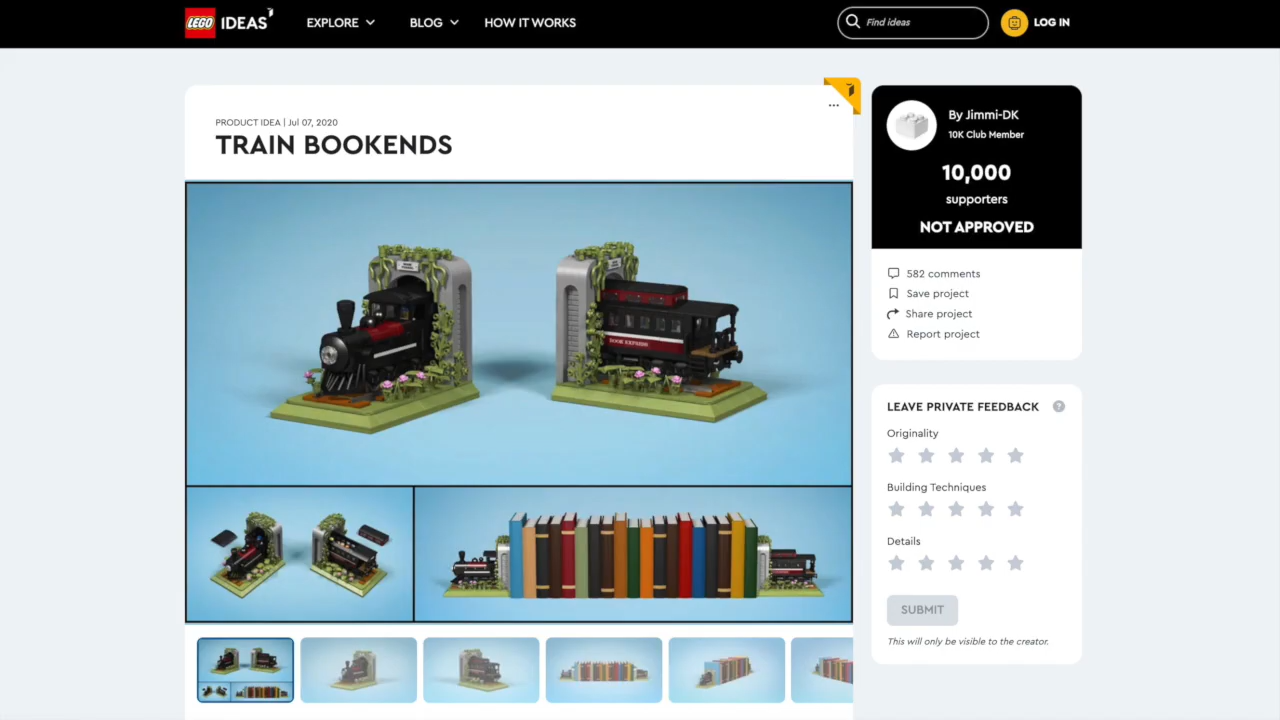 LEGO IDEAS
EXPLORE
BLOG
HOW IT WORKS
Find ideas
LOG IN
PRODUCT IDEA | Jul 07, 2020
TRAIN BOOKENDS
...
BOOK EXPRESS
By Jimmi-DK
10K Club Member
10,000
supporters
NOT APPROVED
582 comments
Save project
Share project
Report project
LEAVE PRIVATE FEEDBACK ?
Originality
Building Techniques
Details
SUBMIT
This will only be visible to the creator.